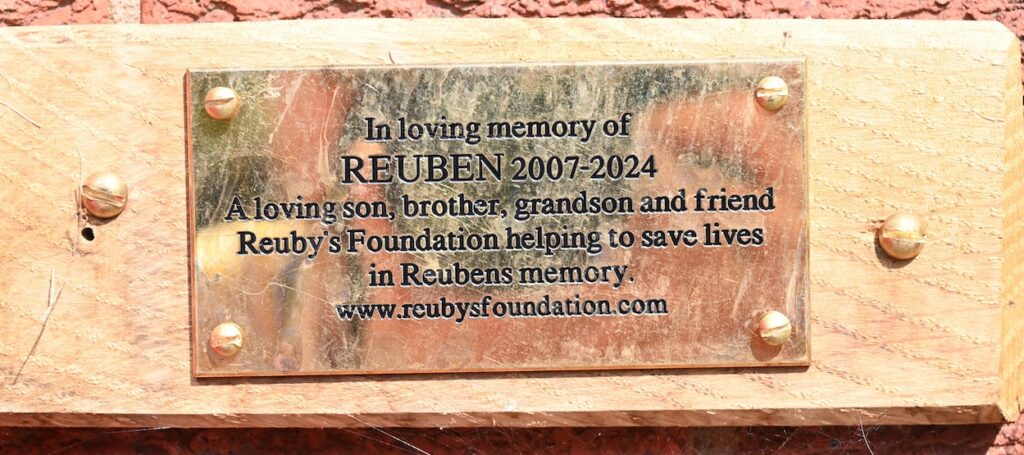 In loving memory of
REUBEN 2007-2024
A loving son, brother, grandson and friend
Reuby's Foundation helping to save lives
in Reubens memory.
www.reubysfoundation.com